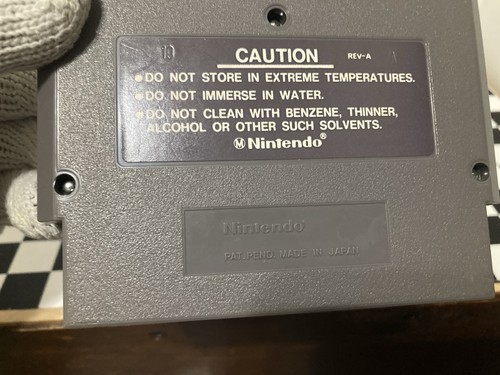 19
CAUTION
REV-A
●DO NOT STORE IN EXTREME TEMPERATURES.
●DO NOT IMMERSE IN WATER.
●DO NOT CLEAN WITH BENZENE, THINNER,
ALCOHOL OR OTHER SUCH SOLVENTS.
Ⓜ Nintendo®
Nintendo
PAT. PEND. MADE IN JAPAN